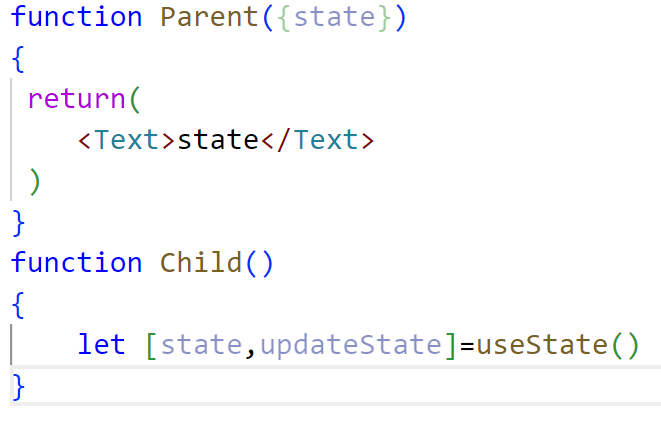 function Parent({state})
{
return(
<Text>state</Text>
)
}
function Child()
{
let [state,updateState]=useState()
}